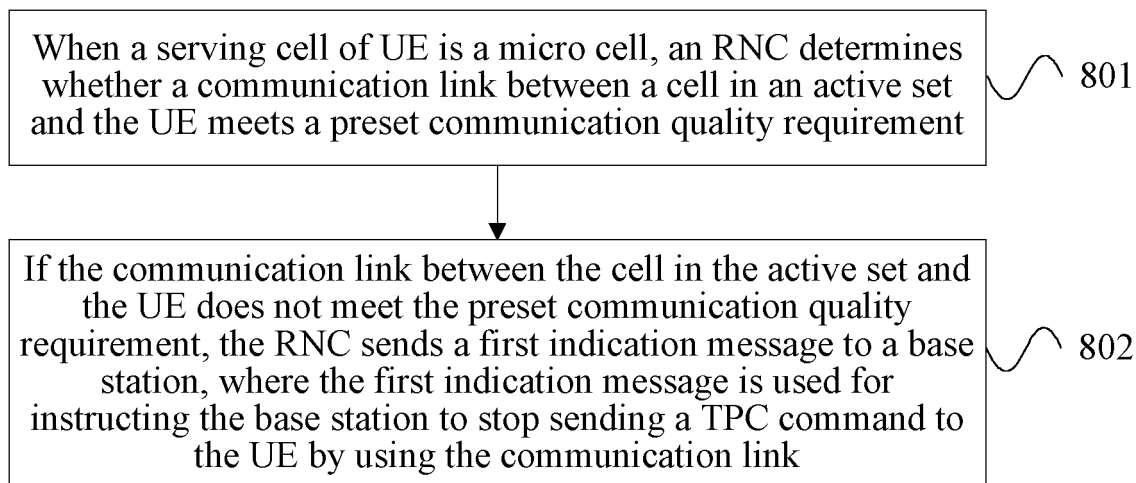 When a serving cell of UE is a micro cell, an RNC determines
whether a communication link between a cell in an active set
and the UE meets a preset communication quality requirement
801
If the communication link between the cell in the active set and
the UE does not meet the preset communication quality
requirement, the RNC sends a first indication message to a base
station, where the first indication message is used for
instructing the base station to stop sending a TPC command to
the UE by using the communication link
802